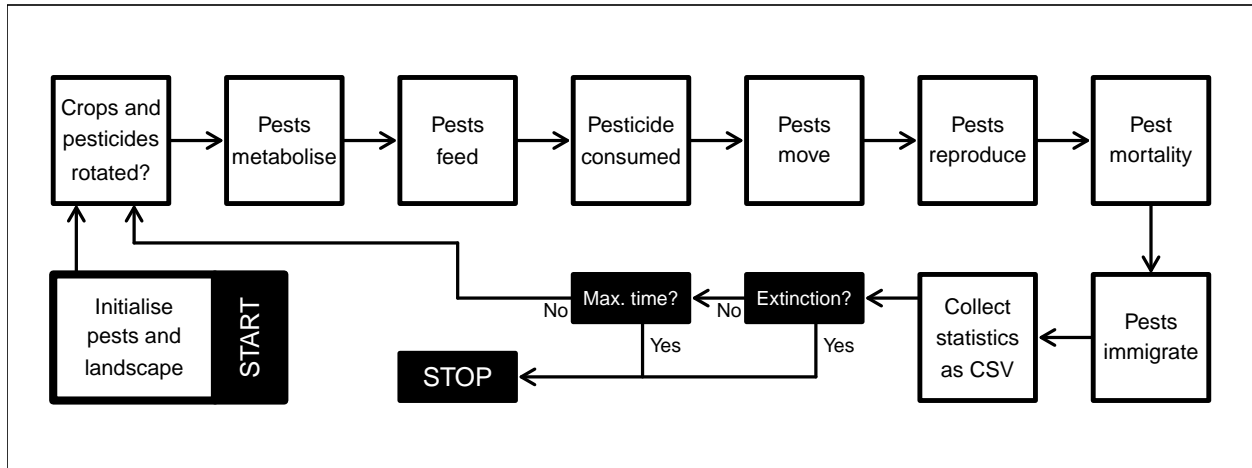 Crops and
pesticides
rotated?
Pests
metabolise
Pests
feed
Pesticide
consumed
Pests
move
Pests
reproduce
Pest
mortality
Initialise
pests and
landscape
START
Max. time?
No
Yes
Extinction?
No
Yes
Collect
statistics
as CSV
Pests
immigrate
STOP